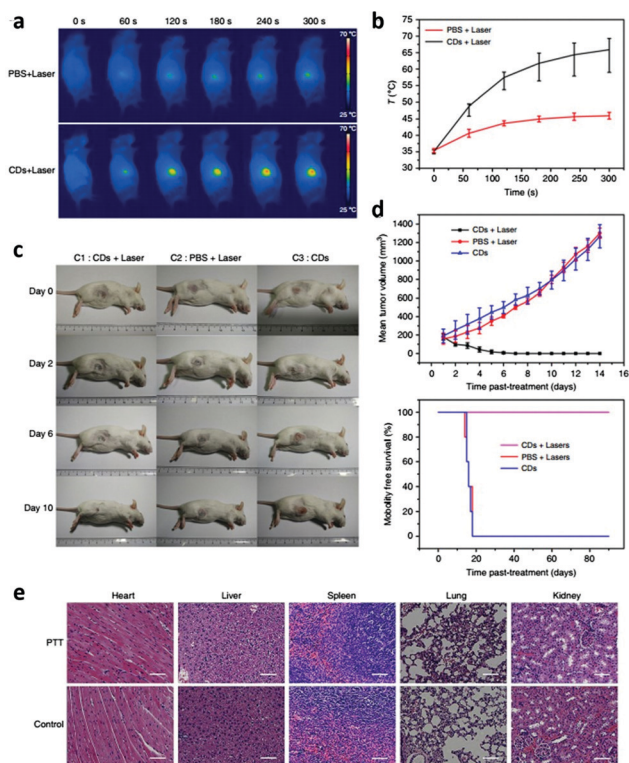 a
0 s 60 s 120 s 180 s 240 s 300 s
PBS+Laser
70 °C
25 °C
CDs+Laser
70 °C
25 °C
b
PBS + Laser
CDs + Laser
T (°C)
75
70
65
60
55
50
45
40
35
30
0 50 100 150 200 250 300
Time (s)
c
C1 : CDs + Laser C2 : PBS + Laser C3 : CDs
Day 0
Day 2
Day 6
Day 10
d
CDs + Laser
PBS + Laser
CDs
Mean tumor volume (mm³)
1400
1200
1000
800
600
400
200
0
0 2 4 6 8 10 12 14 16
Time past-treatment (days)
Mobolity free survival (%)
100
80
60
40
20
0
CDs + Lasers
PBS + Lasers
CDs
0 20 40 60 80
Time past-treatment (days)
e
Heart Liver Spleen Lung Kidney
PTT
Control